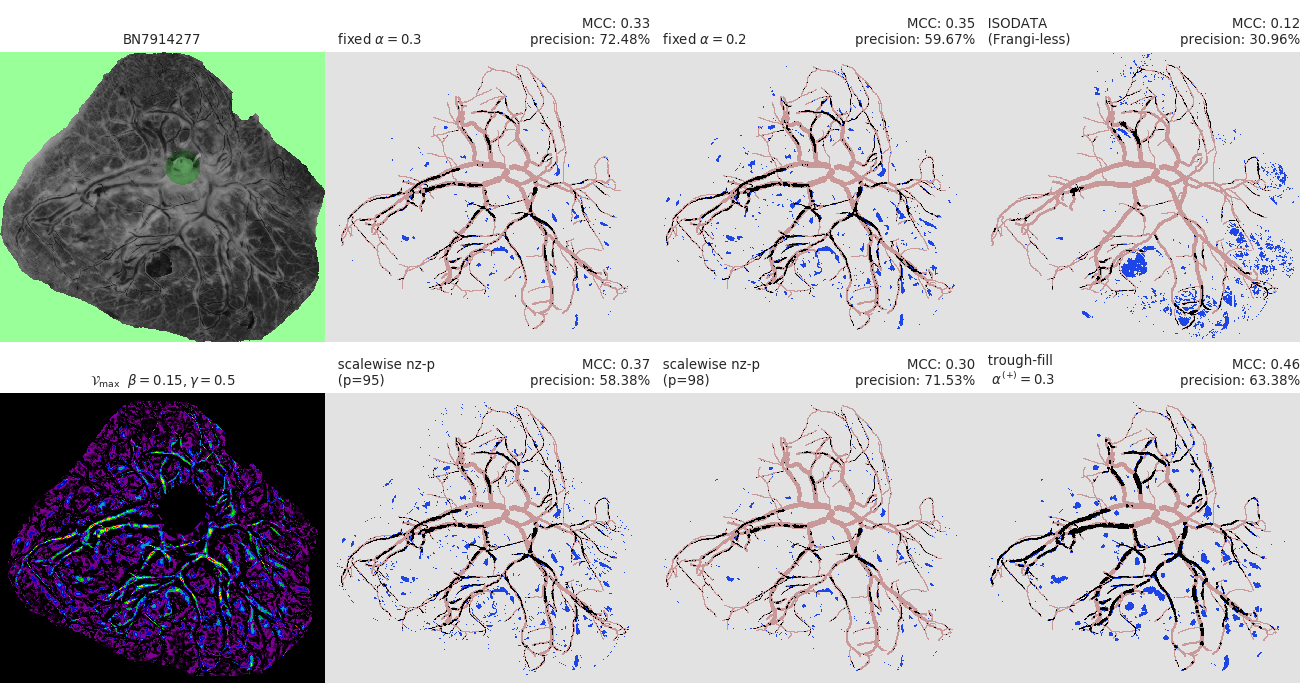 BN7914277
fixed α = 0.3
MCC: 0.33
precision: 72.48%
fixed α = 0.2
MCC: 0.35
precision: 59.67%
ISODATA
(Frangi-less)
MCC: 0.12
precision: 30.96%
𝒱max β = 0.15, γ = 0.5
scalewise nz-p
(p=95)
MCC: 0.37
precision: 58.38%
scalewise nz-p
(p=98)
MCC: 0.30
precision: 71.53%
trough-fill
α(+) = 0.3
MCC: 0.46
precision: 63.38%